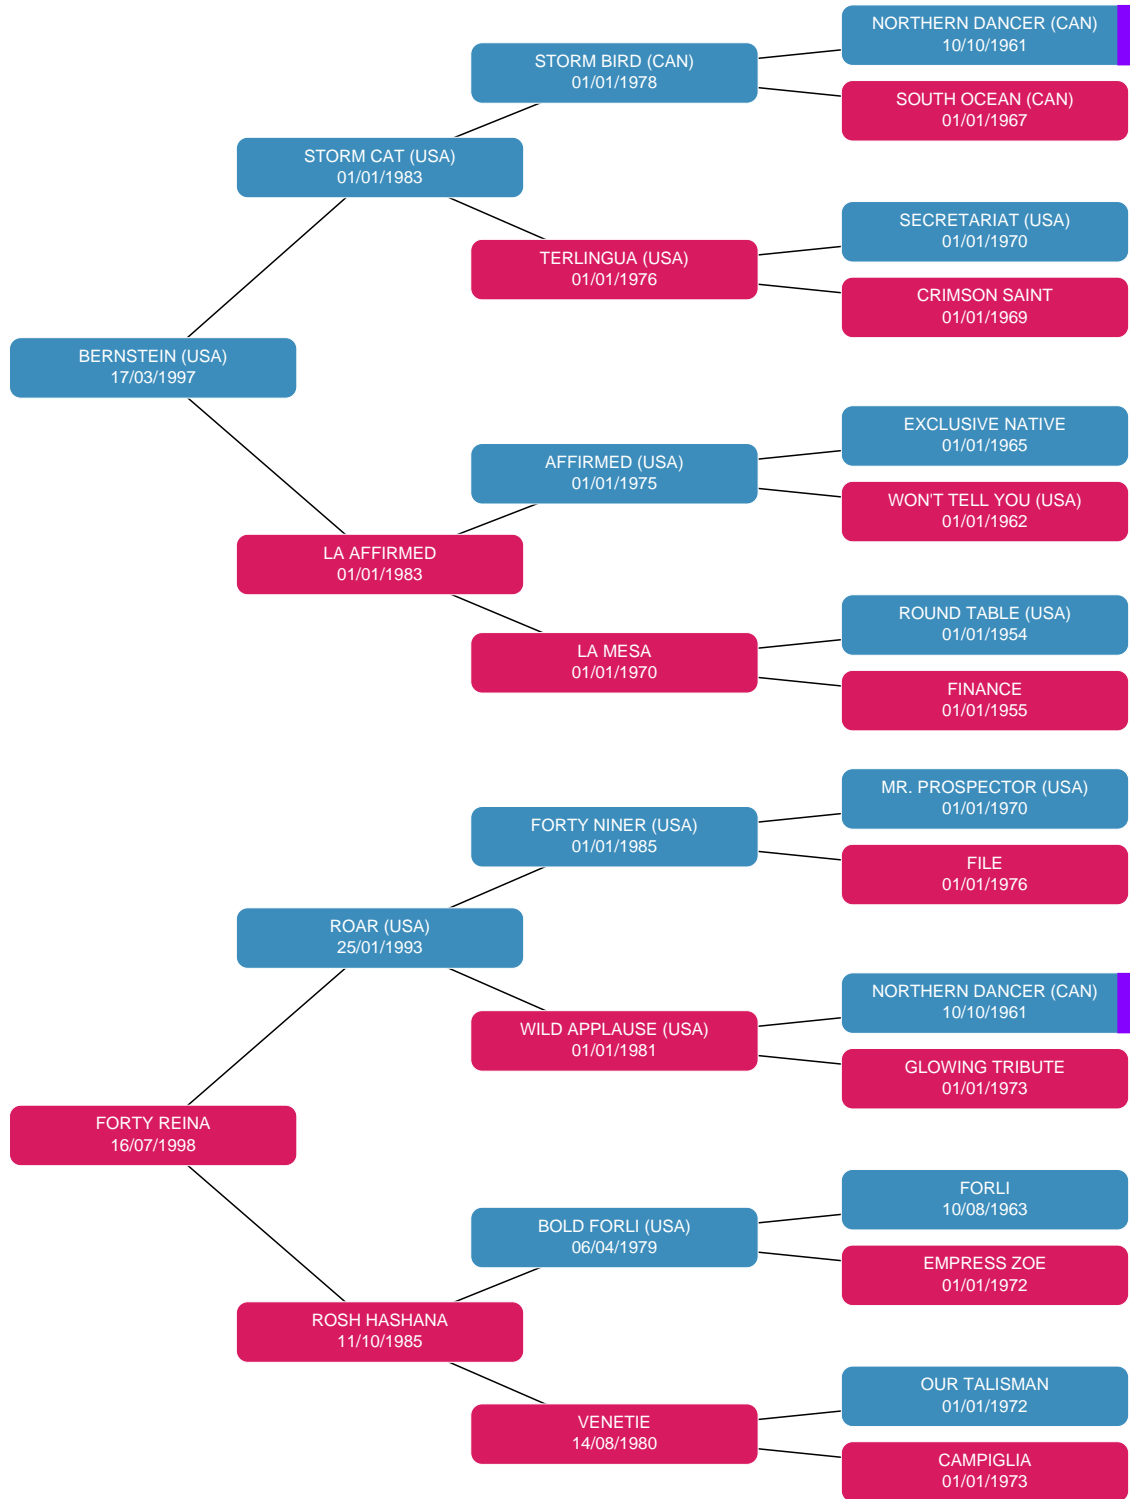 NORTHERN DANCER (CAN)
10/10/1961
STORM BIRD (CAN)
01/01/1978
SOUTH OCEAN (CAN)
01/01/1967
STORM CAT (USA)
01/01/1983
SECRETARIAT (USA)
01/01/1970
TERLINGUA (USA)
01/01/1976
CRIMSON SAINT
01/01/1969
BERNSTEIN (USA)
17/03/1997
EXCLUSIVE NATIVE
01/01/1965
AFFIRMED (USA)
01/01/1975
WON'T TELL YOU (USA)
01/01/1962
LA AFFIRMED
01/01/1983
ROUND TABLE (USA)
01/01/1954
LA MESA
01/01/1970
FINANCE
01/01/1955
MR. PROSPECTOR (USA)
01/01/1970
FORTY NINER (USA)
01/01/1985
FILE
01/01/1976
ROAR (USA)
25/01/1993
NORTHERN DANCER (CAN)
10/10/1961
WILD APPLAUSE (USA)
01/01/1981
GLOWING TRIBUTE
01/01/1973
FORTY REINA
16/07/1998
FORLI
10/08/1963
BOLD FORLI (USA)
06/04/1979
EMPRESS ZOE
01/01/1972
ROSH HASHANA
11/10/1985
OUR TALISMAN
01/01/1972
VENETIE
14/08/1980
CAMPIGLIA
01/01/1973